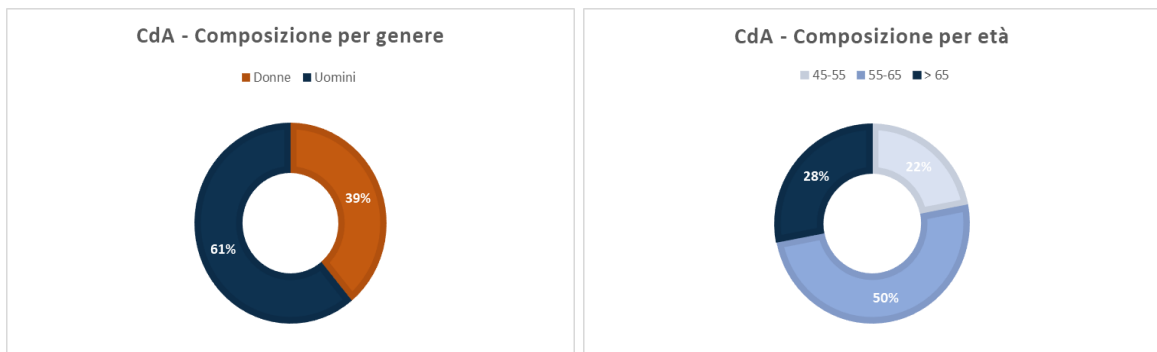 CdA - Composizione per genere
Donne Uomini
39%
61%
CdA - Composizione per età
45-55 55-65 > 65
22%
28%
50%